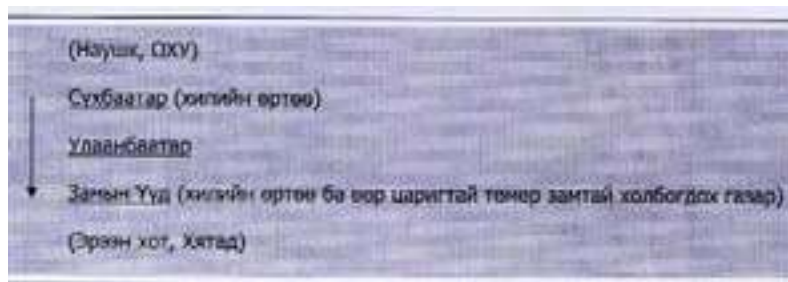 (Наушк, ОХУ)
Сүхбаатар (хилийн өртөө)
Улаанбаатар
Замын Үүд (хилийн өртөө ба өөр царигтай төмөр замтай холбогдох газар)
(Эрээн хот, Хятад)